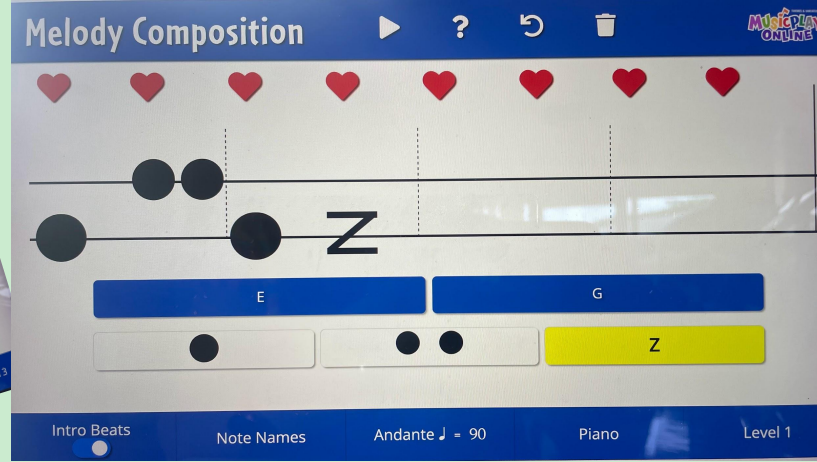 Melody Composition ?
MUSICPLAY
ONLINE
Z
E G
Z
Intro Beats Note Names Andante ♩ = 90 Piano Level 1
3